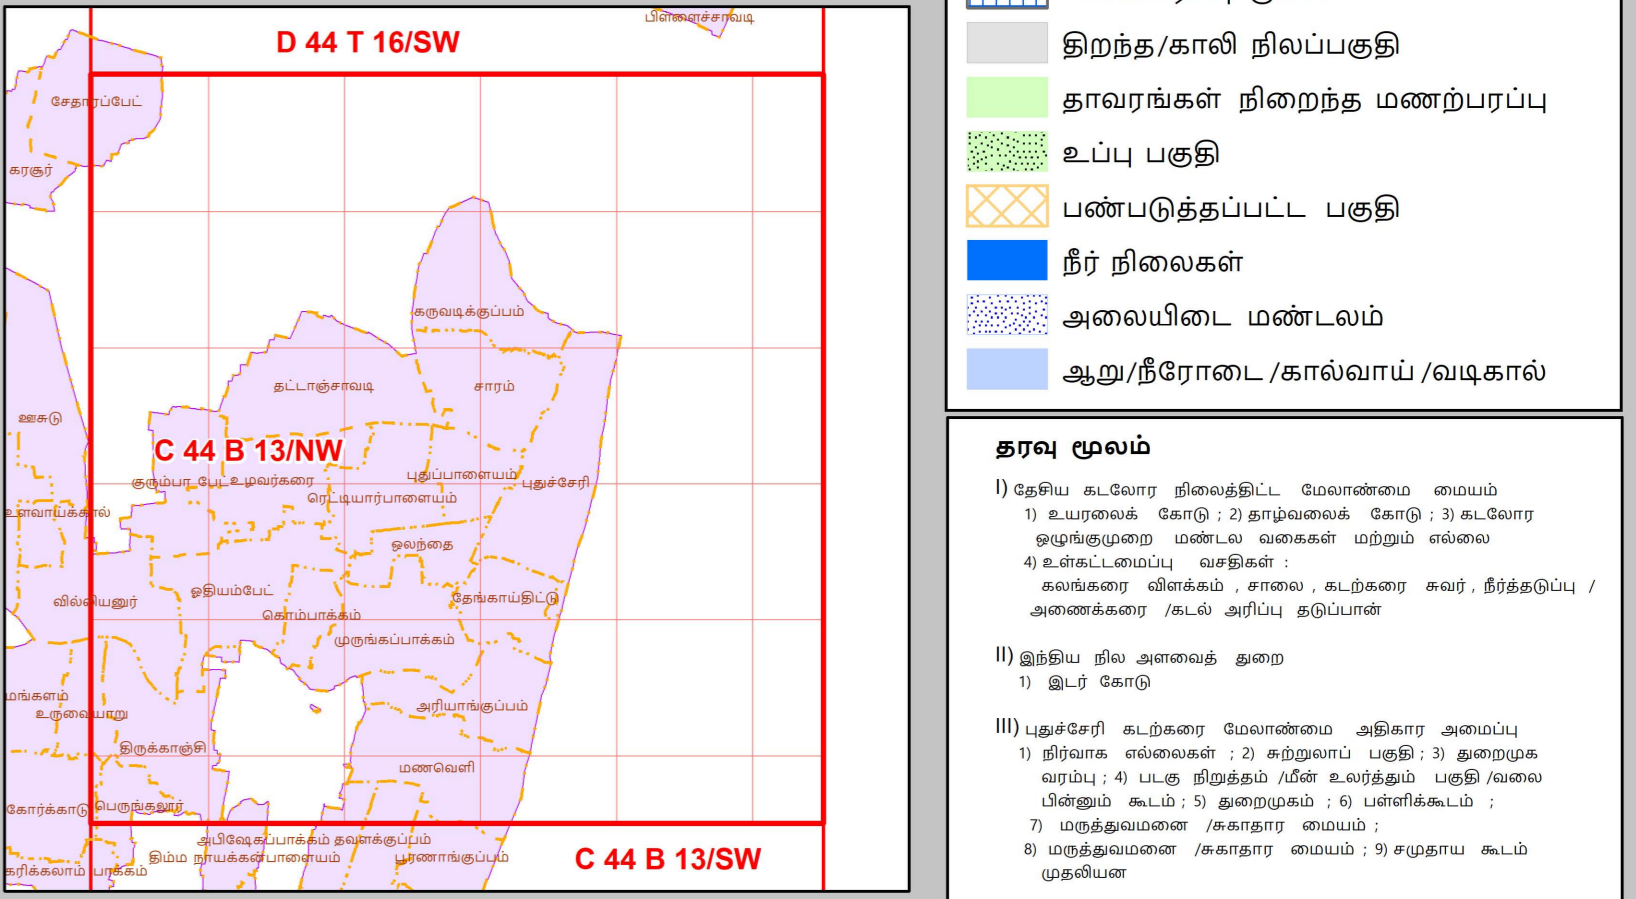 பிள்ளைச்சாவடி
D 44 T 16/SW
சேதாரப்பேட்
கரசூர்
கருவடிக்குப்பம்
தட்டாஞ்சாவடி
சாரம்
ஊசுடு
C 44 B 13/NW
குரும்பா பேட்
உழவர்கரை
புதுப்பாளையம்
புதுச்சேரி
ரெட்டியார்பாளையம்
உளவாய்க்கால்
ஒலந்தை
ஓதியம்பேட்
வில்லியனூர்
தேங்காய்திட்டு
கொம்பாக்கம்
முருங்கப்பாக்கம்
மங்களம்
உருவையாறு
அரியாங்குப்பம்
திருக்காஞ்சி
மணவெளி
கோர்க்காடு
பெருங்கலூர்
அபிஷேகப்பாக்கம்
தவளக்குப்பம்
திம்ம நாயக்கன்பாளையம்
பூரணாங்குப்பம்
C 44 B 13/SW
கரிக்கலாம் பாக்கம்
திறந்த/காலி நிலப்பகுதி
தாவரங்கள் நிறைந்த மணற்பரப்பு
உப்பு பகுதி
பண்படுத்தப்பட்ட பகுதி
நீர் நிலைகள்
அலையிடை மண்டலம்
ஆறு/நீரோடை/கால்வாய்/வடிகால்
தரவு மூலம்
I) தேசிய கடலோர நிலைத்திட்ட மேலாண்மை மையம்
1) உயரலைக் கோடு ; 2) தாழ்வலைக் கோடு ; 3) கடலோர
ஒழுங்குமுறை மண்டல வகைகள் மற்றும் எல்லை
4) உள்கட்டமைப்பு வசதிகள் :
கலங்கரை விளக்கம் , சாலை , கடற்கரை சுவர் , நீர்த்தடுப்பு /
அணைக்கரை /கடல் அரிப்பு தடுப்பான்
II) இந்திய நில அளவைத் துறை
1) இடர் கோடு
III) புதுச்சேரி கடற்கரை மேலாண்மை அதிகார அமைப்பு
1) நிர்வாக எல்லைகள் ; 2) சுற்றுலாப் பகுதி ; 3) துறைமுக
வரம்பு ; 4) படகு நிறுத்தம் /மீன் உலர்த்தும் பகுதி /வலை
பின்னும் கூடம் ; 5) துறைமுகம் ; 6) பள்ளிக்கூடம் ;
7) மருத்துவமனை /சுகாதார மையம் ;
8) மருத்துவமனை /சுகாதார மையம் ; 9) சமுதாய கூடம்
முதலியன